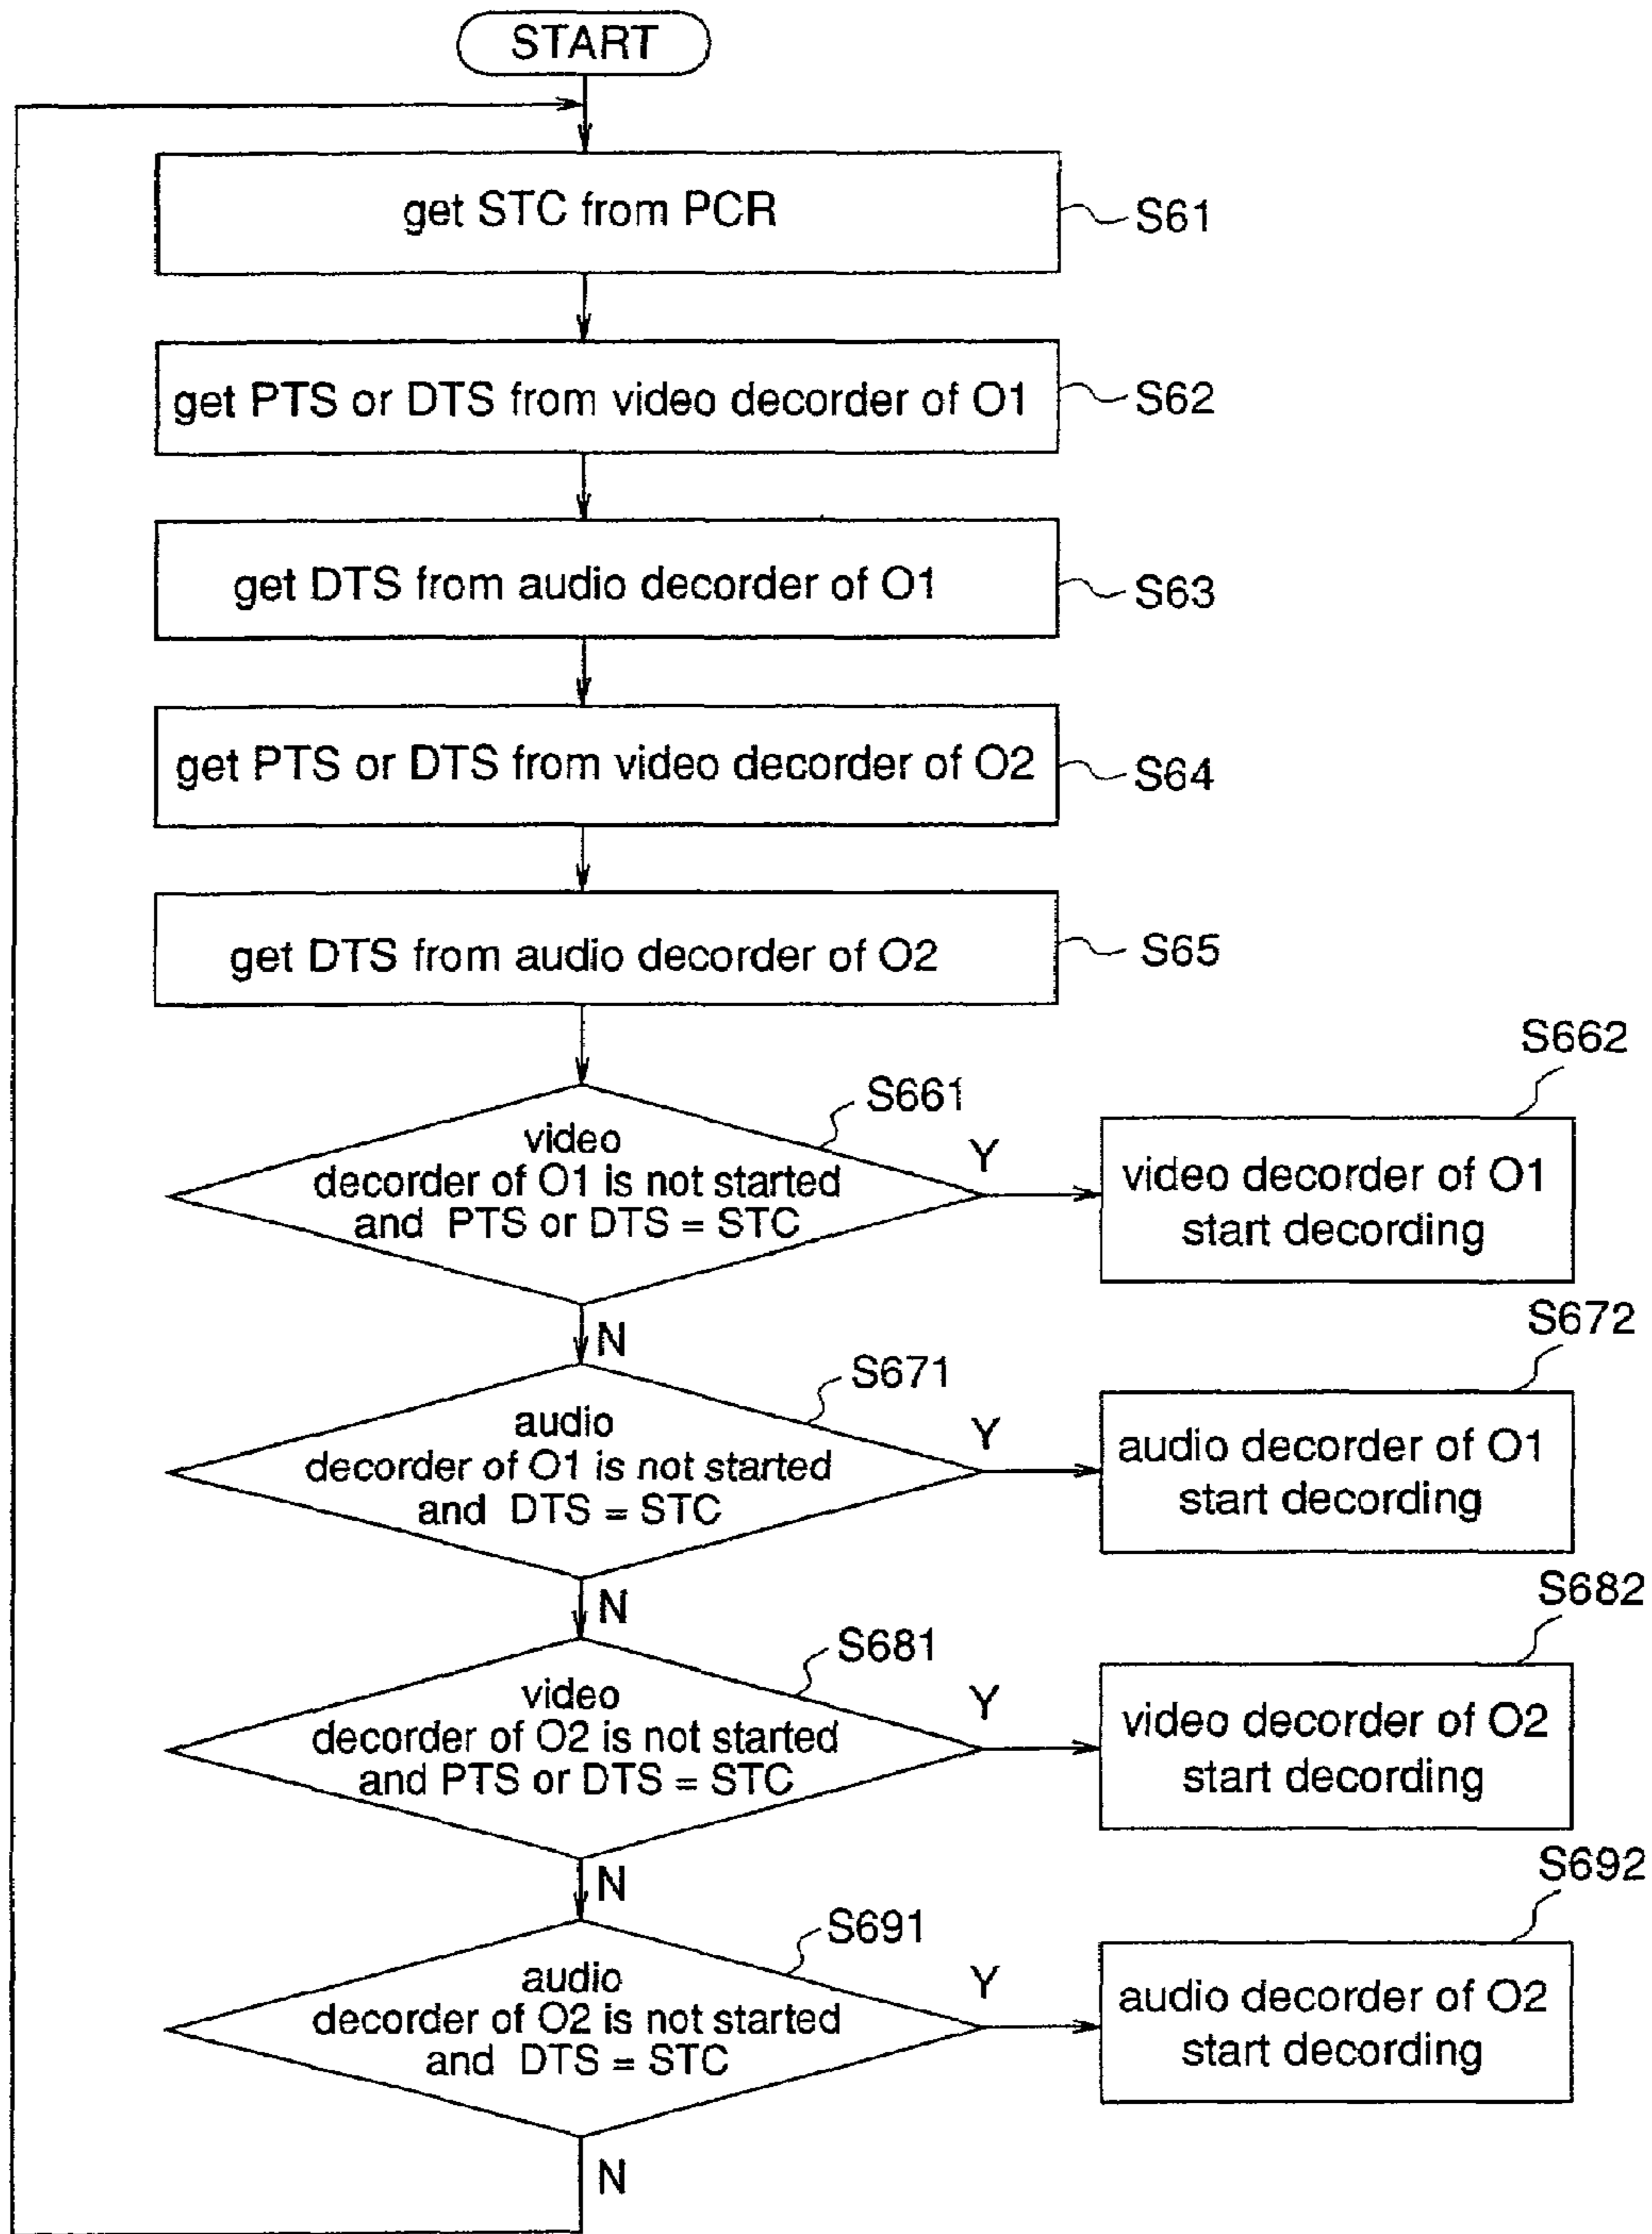 START
get STC from PCR
S61
get PTS or DTS from video decorder of O1
S62
get DTS from audio decorder of O1
S63
get PTS or DTS from video decorder of O2
S64
get DTS from audio decorder of O2
S65
S661
video
decorder of O1 is not started
and PTS or DTS = STC
Y
N
S662
video decorder of O1
start decording
S671
audio
decorder of O1 is not started
and DTS = STC
Y
N
S672
audio decorder of O1
start decording
S681
video
decorder of O2 is not started
and PTS or DTS = STC
Y
N
S682
video decorder of O2
start decording
S691
audio
decorder of O2 is not started
and DTS = STC
Y
N
S692
audio decorder of O2
start decording